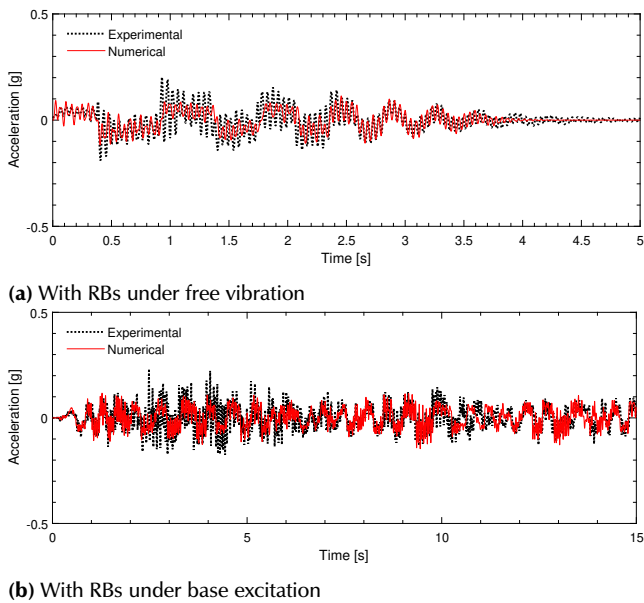 0.5
Experimental
Numerical
Acceleration [g]
0
-0.5
0 0.5 1 1.5 2 2.5 3 3.5 4 4.5 5
Time [s]
(a) With RBs under free vibration
0.5
Experimental
Numerical
Acceleration [g]
0
-0.5
0 5 10 15
Time [s]
(b) With RBs under base excitation